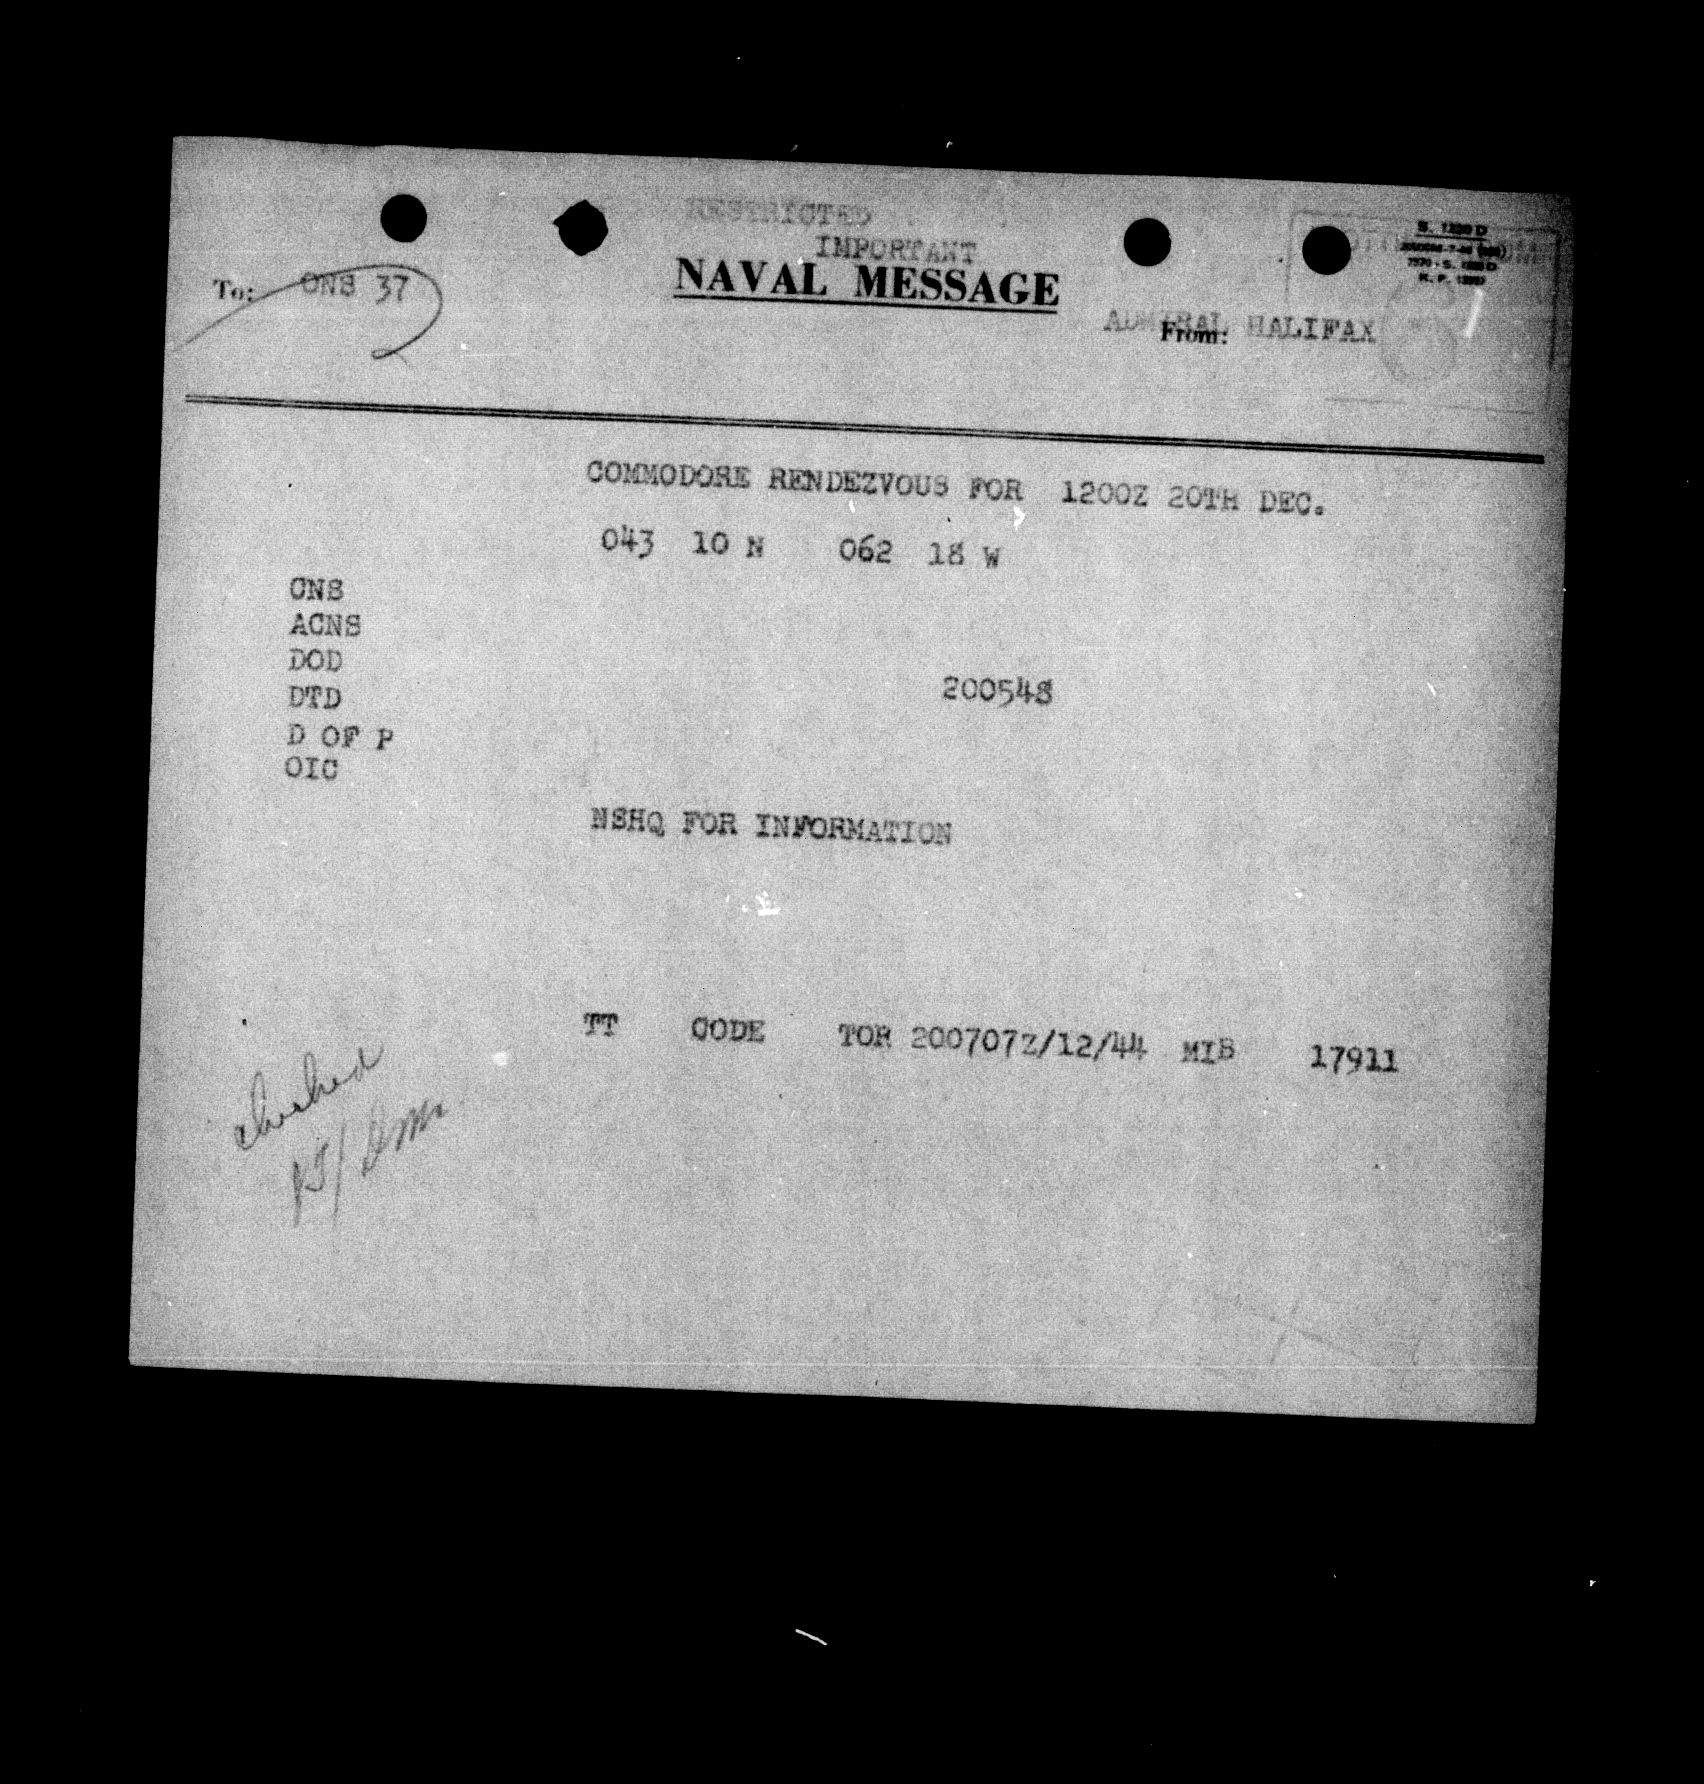 RESTRICTED
IMPORTANT
NAVAL MESSAGE
S. 1320 D
To: ONS 37
From: ADMIRAL HALIFAX
COMMODORE RENDEZVOUS FOR 1200Z 20TH DEC.
043 10 N 062 18 W
CNS
ACNS
DOD
DTD
200548
D OF P
OIC
NSHQ FOR INFORMATION
TT CODE TOR 200707Z/12/44 MIB 17911
checked